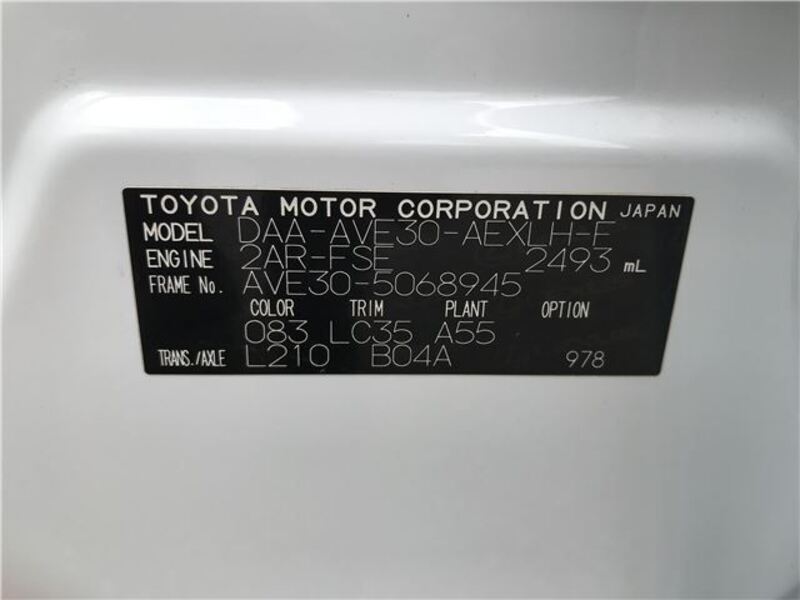 TOYOTA MOTOR CORPORATION JAPAN
MODEL DAA-AVE30-AEXLH-F
ENGINE 2AR-FSE 2493 mL
FRAME No. AVE30-5068945
COLOR TRIM PLANT OPTION
083 LC35 A55
TRANS./AXLE L210 B04A 978